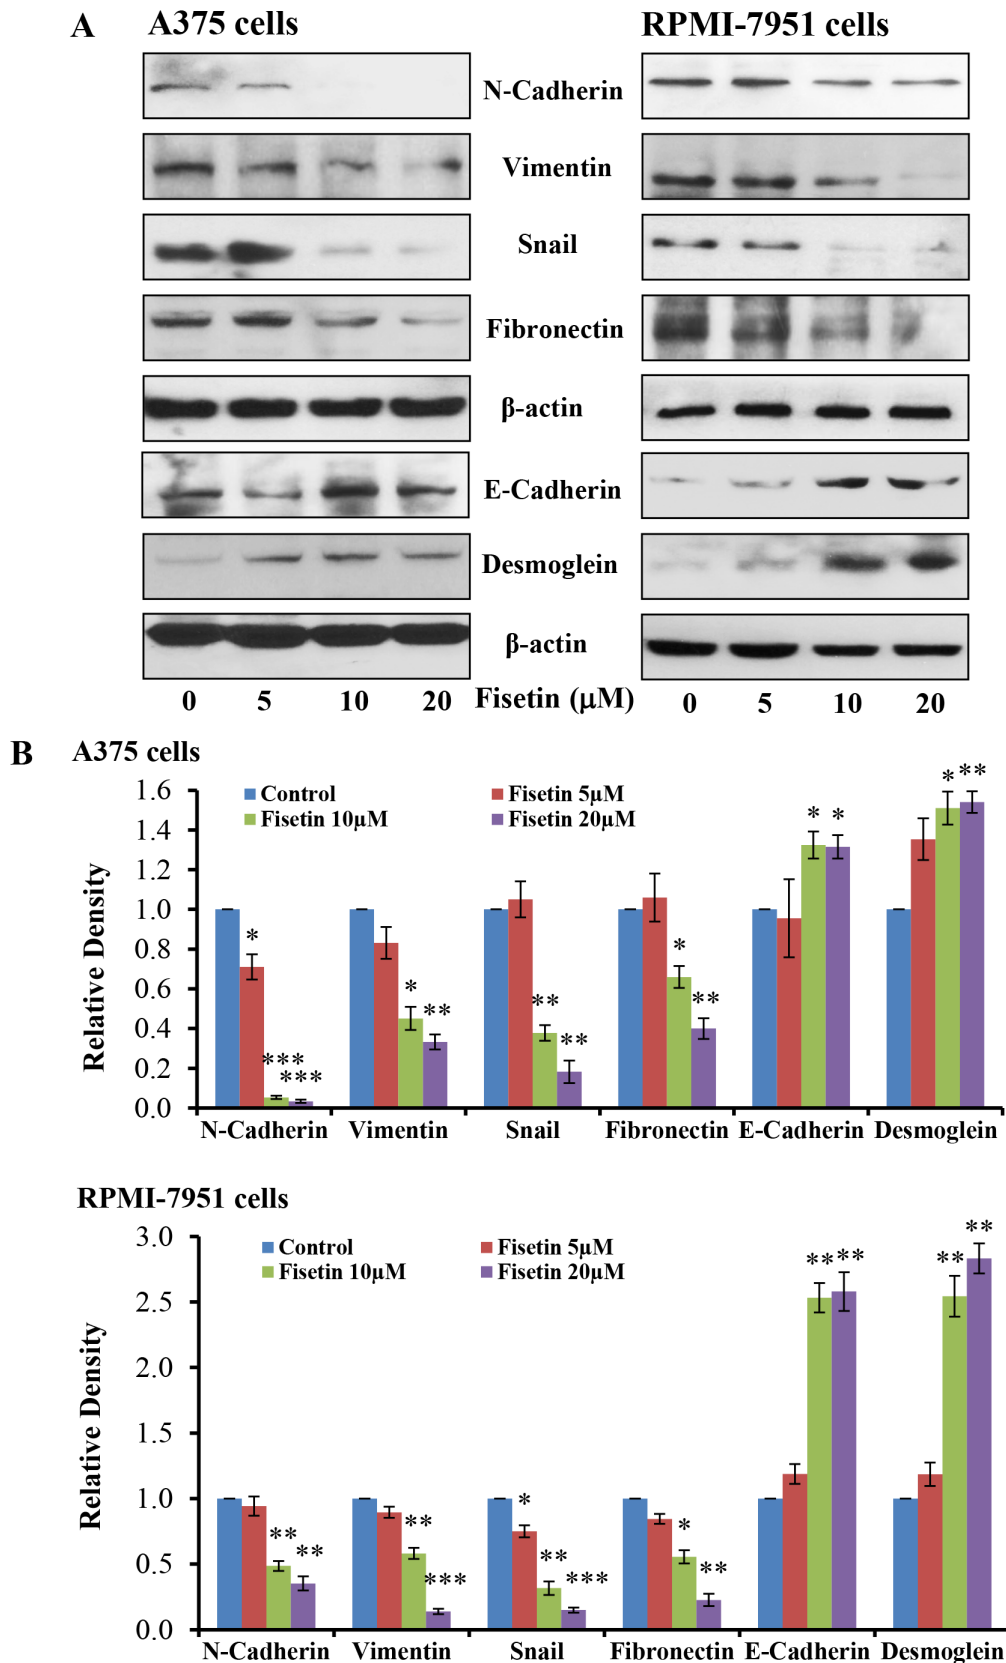 A A375 cells RPMI-7951 cells
N-Cadherin
Vimentin
Snail
Fibronectin
β-actin
E-Cadherin
Desmoglein
β-actin
0 5 10 20 Fisetin (μM) 0 5 10 20
B A375 cells
Control Fisetin 5μM
Fisetin 10μM Fisetin 20μM
Relative Density
1.6
1.4
1.2
1.0
0.8
0.6
0.4
0.2
0.0
* *** *** * ** ** ** * ** * * * **
N-Cadherin Vimentin Snail Fibronectin E-Cadherin Desmoglein
RPMI-7951 cells
Control Fisetin 5μM
Fisetin 10μM Fisetin 20μM
Relative Density
3.0
2.5
2.0
1.5
1.0
0.5
0.0
** ** ** *** * ** *** * ** ** ** ** **
N-Cadherin Vimentin Snail Fibronectin E-Cadherin Desmoglein